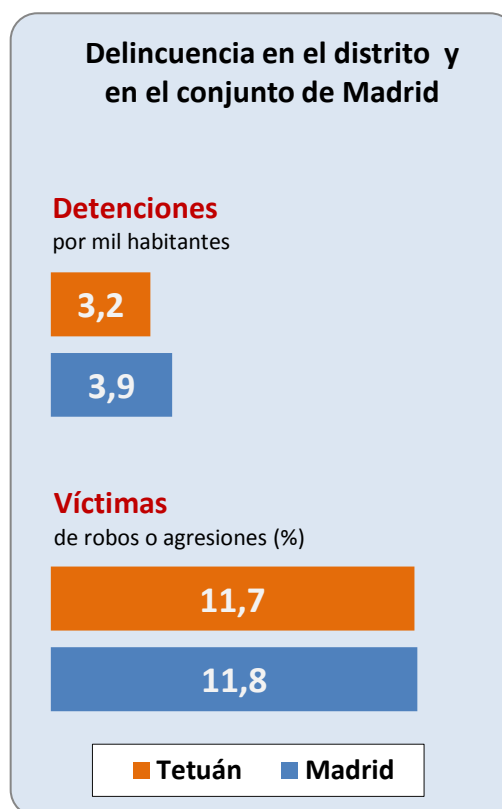 Delincuencia en el distrito y
en el conjunto de Madrid
Detenciones
por mil habitantes
3,2
3,9
Víctimas
de robos o agresiones (%)
11,7
11,8
Tetuán Madrid